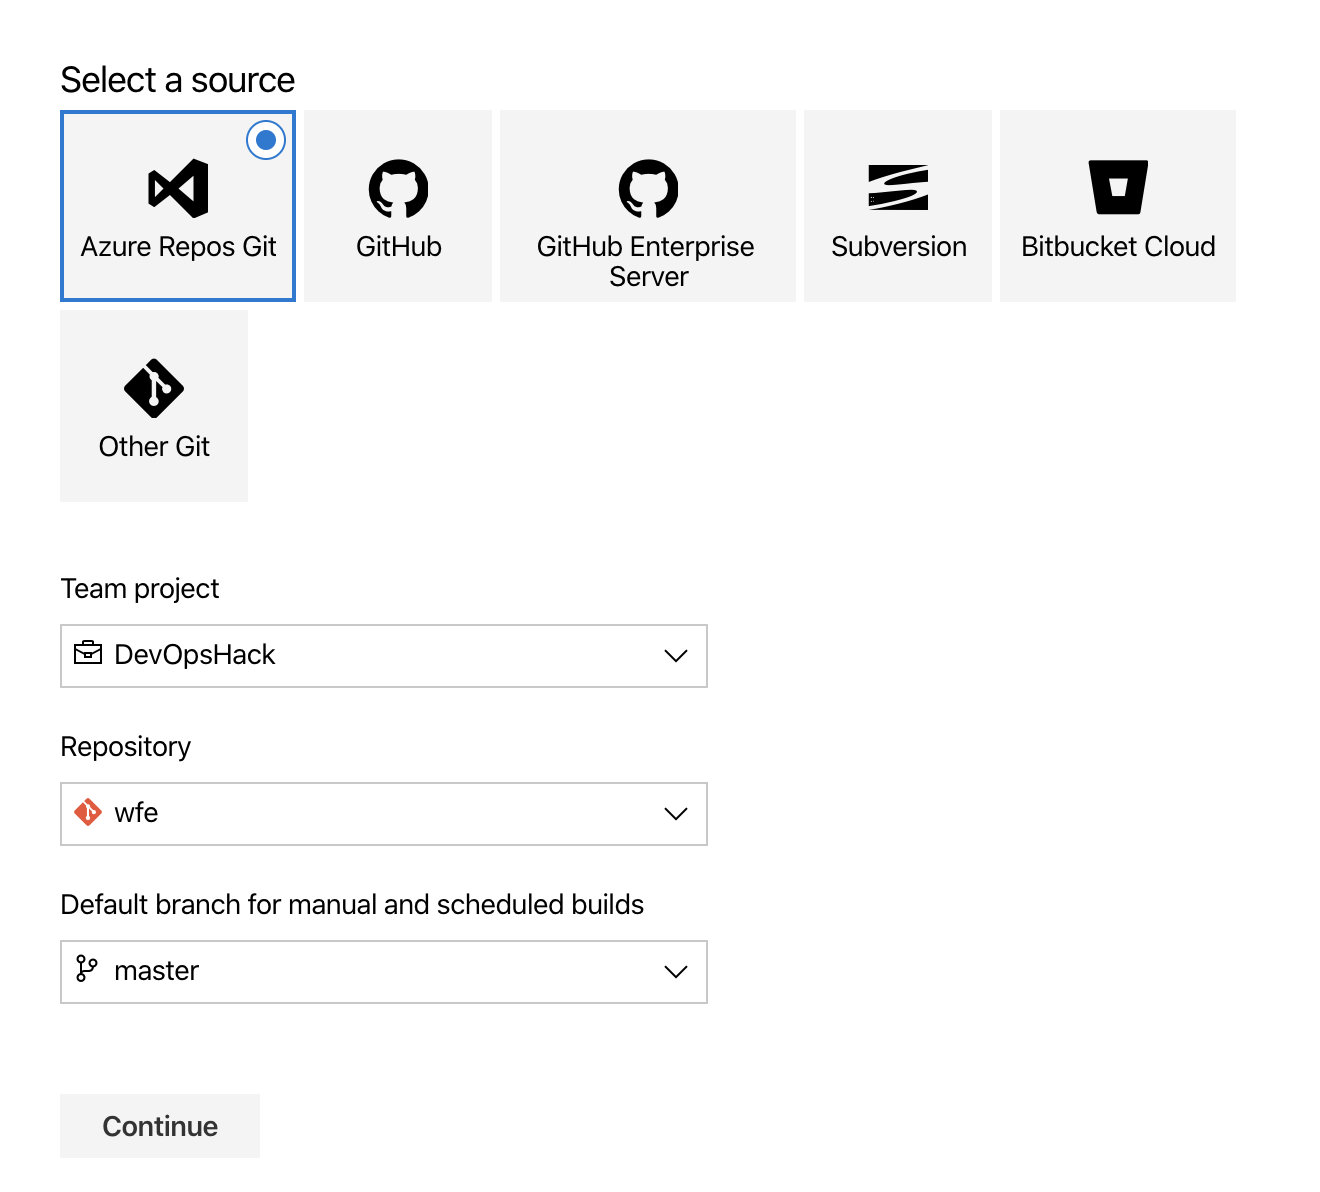 Select a source
Azure Repos Git
GitHub
GitHub Enterprise
Server
Subversion
Bitbucket Cloud
Other Git
Team project
DevOpsHack
Repository
wfe
Default branch for manual and scheduled builds
master
Continue